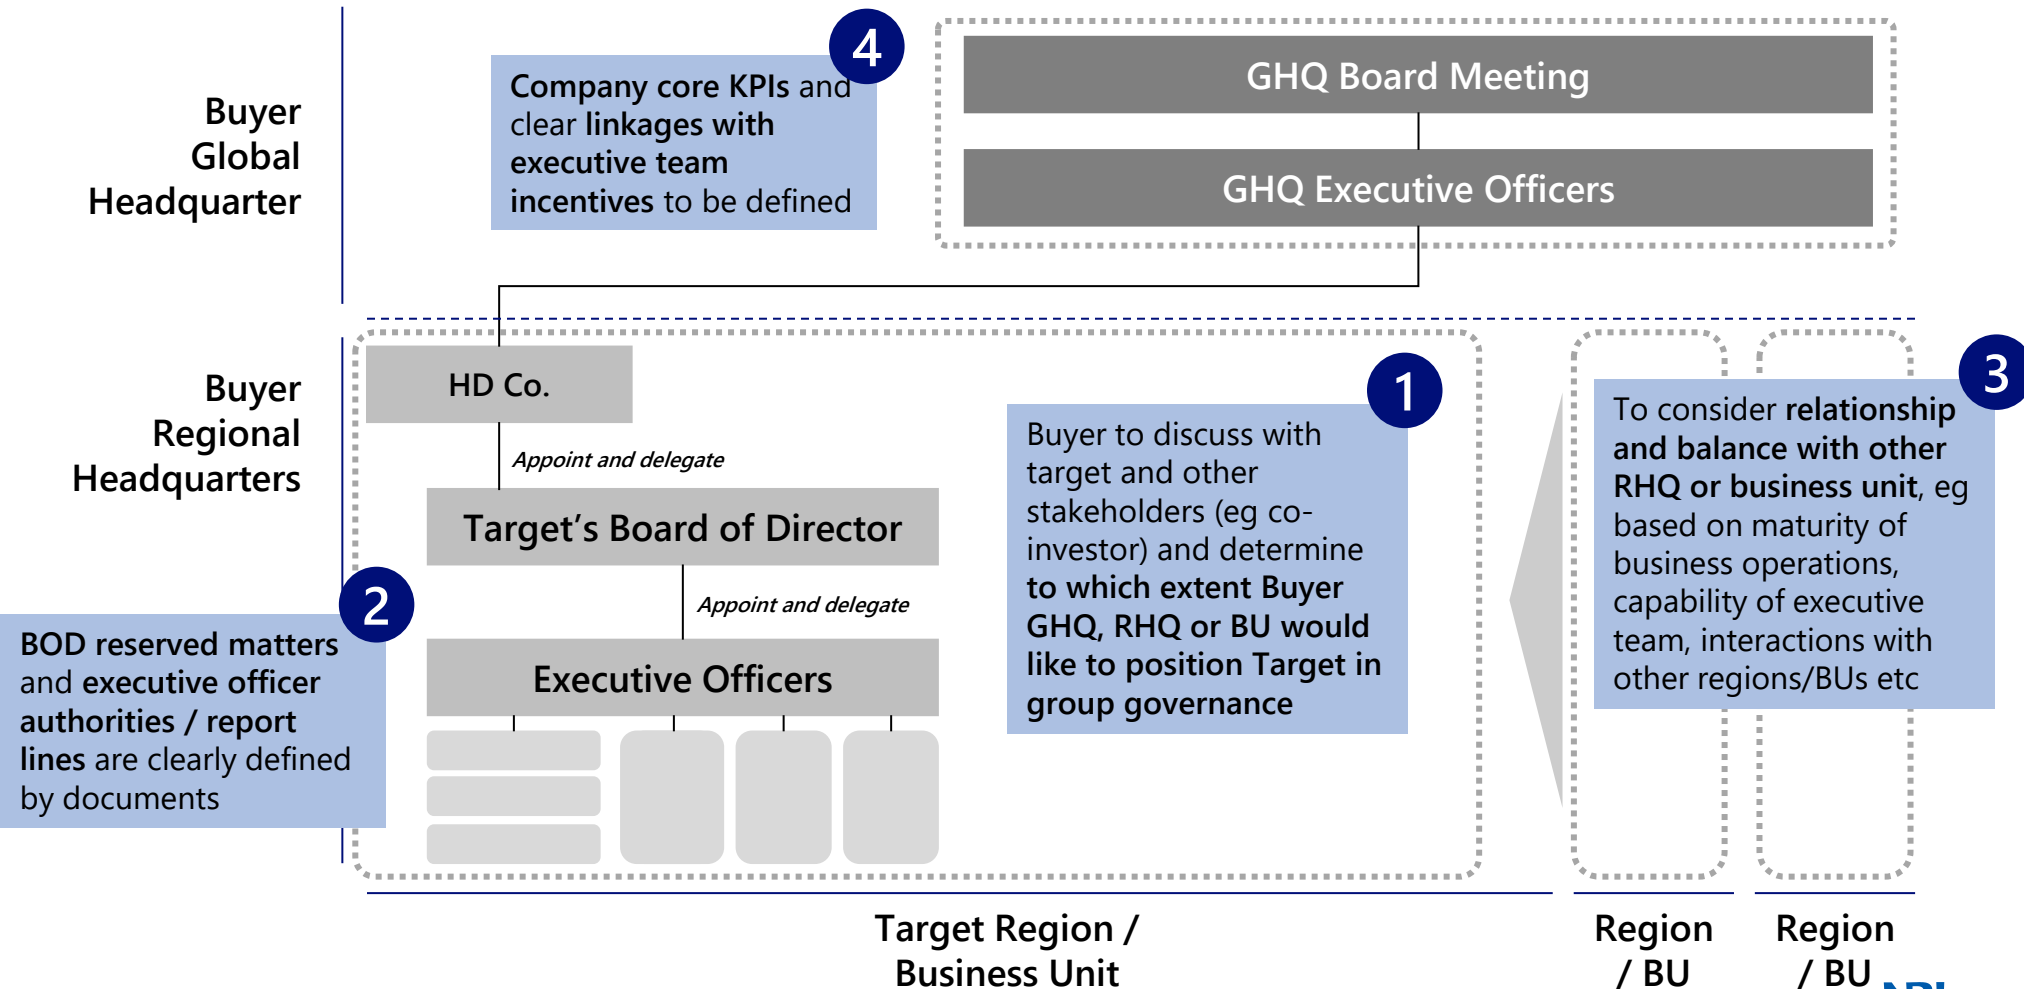 Buyer
Global
Headquarter
4
Company core KPIs and
clear linkages with
executive team
incentives to be defined
GHQ Board Meeting
GHQ Executive Officers
Buyer
Regional
Headquarters
HD Co.
Appoint and delegate
Target’s Board of Director
Appoint and delegate
Executive Officers
1
Buyer to discuss with
target and other
stakeholders (eg co-
investor) and determine
to which extent Buyer
GHQ, RHQ or BU would
like to position Target in
group governance
3
To consider relationship
and balance with other
RHQ or business unit, eg
based on maturity of
business operations,
capability of executive
team, interactions with
other regions/BUs etc
2
BOD reserved matters
and executive officer
authorities / report
lines are clearly defined
by documents
Target Region /
Business Unit
Region
/ BU
Region
/ BU